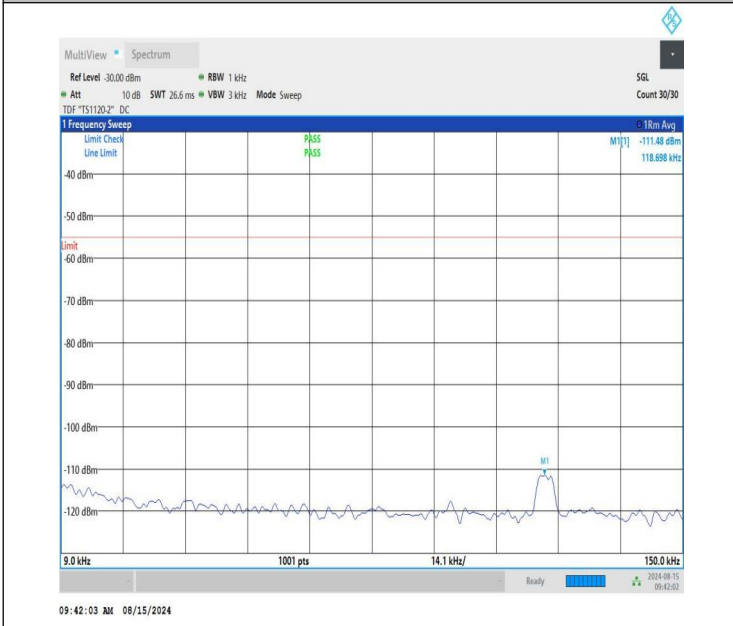 MultiView Spectrum
Ref Level -30.00 dBm RBW 1 kHz SGL
Att 10 dB SWT 26.6 ms VBW 3 kHz Mode Sweep Count 30/30
TDF "TS1120-2" DC
1 Frequency Sweep 1Rm Avg
Limit Check PASS M1[1] -111.48 dBm
Line Limit PASS 118.698 kHz
-40 dBm
-50 dBm
Limit
-60 dBm
-70 dBm
-80 dBm
-90 dBm
-100 dBm
M1
-110 dBm
-120 dBm
9.0 kHz 1001 pts 14.1 kHz/ 150.0 kHz
Ready 2024-08-15
09:42:02
09:42:03 AM 08/15/2024